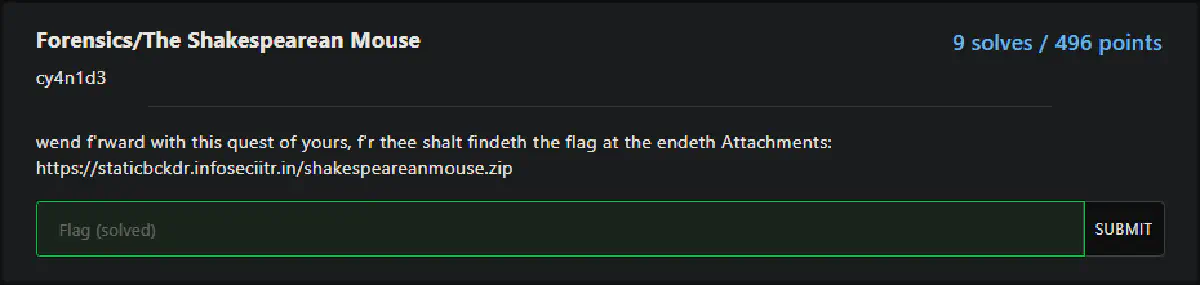 Forensics/The Shakespearean Mouse
9 solves / 496 points
cy4n1d3
wend f'rward with this quest of yours, f'r thee shalt findeth the flag at the endeth Attachments:
https://staticbckdr.infoseciitr.in/shakespeareanmouse.zip
Flag (solved)
SUBMIT